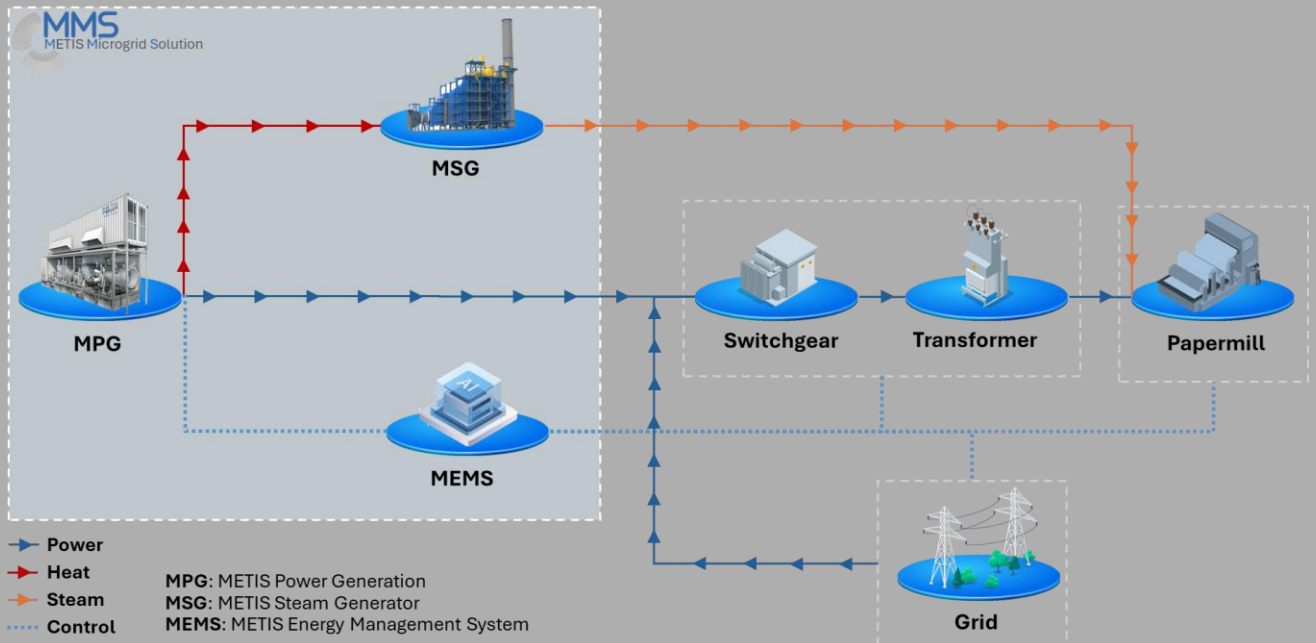 MMS
METIS Microgrid Solution
MSG
MPG
Switchgear
Transformer
Papermill
AI
MEMS
Grid
Power
Heat
Steam
Control
MPG: METIS Power Generation
MSG: METIS Steam Generator
MEMS: METIS Energy Management System